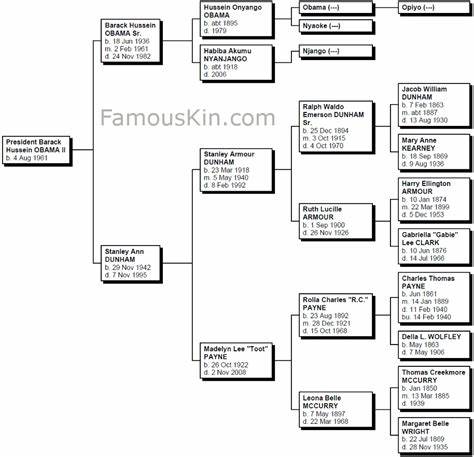 President Barack
Hussein OBAMA II
b. 4 Aug 1961
Barack Hussein
OBAMA Sr.
b. 18 Jun 1936
m. 2 Feb 1961
d. 24 Nov 1982
Stanley Ann
DUNHAM
b. 29 Nov 1942
d. 7 Nov 1995
Hussein Onyango
OBAMA
b. abt 1895
d. 1979
Habiba Akumu
NYANJANGO
b. abt 1918
d. 2006
FamousKin.com
Stanley Armour
DUNHAM
b. 23 Mar 1918
m. 5 May 1940
d. 8 Feb 1992
Madelyn Lee "Toot"
PAYNE
b. 26 Oct 1922
d. 2 Nov 2008
Obama (---)
Nyaoke (---)
Njango (---)
Ralph Waldo
Emerson DUNHAM
Sr.
b. 25 Dec 1894
m. 3 Oct 1915
d. 4 Oct 1970
Ruth Lucille
ARMOUR
b. 1 Sep 1900
d. 26 Nov 1926
Rolla Charles "R.C."
PAYNE
b. 23 Aug 1892
m. 28 Dec 1921
d. 15 Oct 1968
Leona Belle
MCCURRY
b. 7 May 1897
d. 22 Mar 1968
Opiyo (---)
Jacob William
DUNHAM
b. 7 Feb 1863
m. abt 1887
d. 13 Aug 1930
Mary Anne
KEARNEY
b. 18 Sep 1869
d. 9 Aug 1936
Harry Ellington
ARMOUR
b. 10 Jan 1874
m. 22 Mar 1899
d. 5 Dec 1953
Gabriella "Gabie"
Lee CLARK
b. 10 Jun 1876
d. 14 Jul 1966
Charles Thomas
PAYNE
b. Jun 1861
m. 14 Jan 1889
d. 11 Feb 1940
bu. 14 Feb 1940
Della L. WOLFLEY
b. May 1863
d. 7 May 1906
Thomas Creekmore
MCCURRY
b. Jan 1850
m. 13 Mar 1885
d. 1939
Margaret Belle
WRIGHT
b. 22 Jul 1869
d. 28 Nov 1935